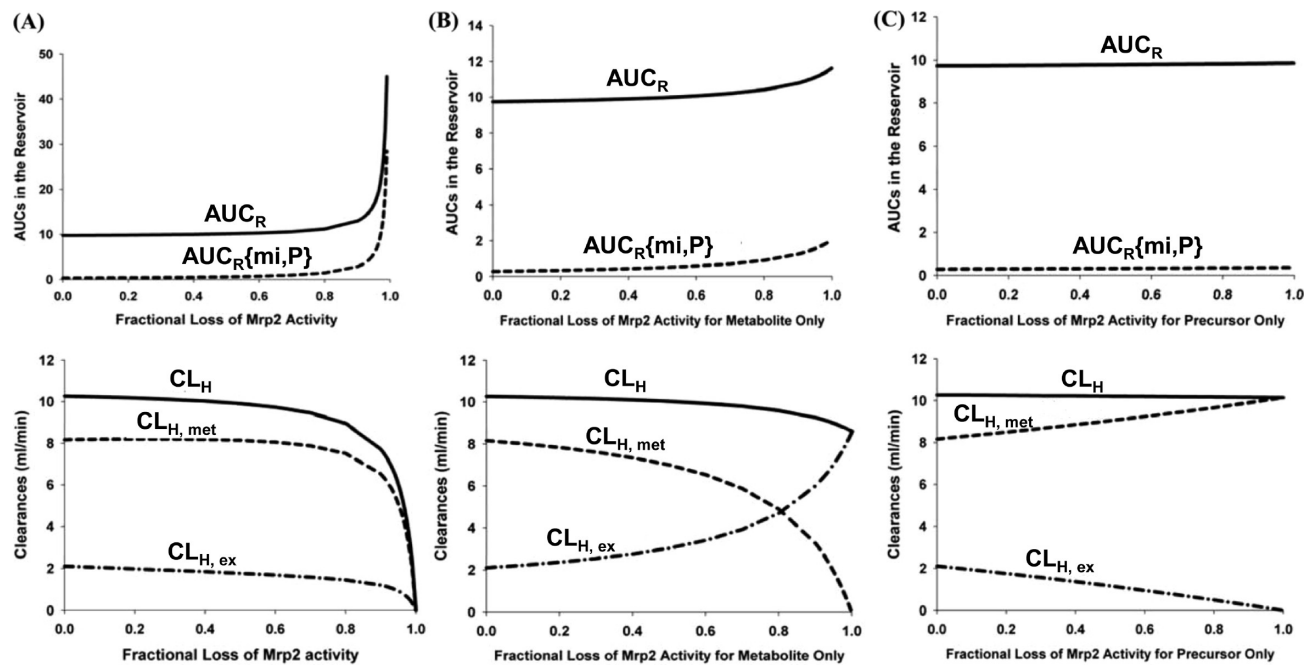 (A)
AUCs in the Reservoir
50
40
30
20
10
0
AUC_R
AUC_R{mi,P}
0.0 0.2 0.4 0.6 0.8 1.0
Fractional Loss of Mrp2 Activity
(B)
AUCs in the Reservoir
14
12
10
8
6
4
2
0
AUC_R
AUC_R{mi,P}
0.0 0.2 0.4 0.6 0.8 1.0
Fractional Loss of Mrp2 Activity for Metabolite Only
(C)
AUCs in the Reservoir
12
10
8
6
4
2
0
AUC_R
AUC_R{mi,P}
0.0 0.2 0.4 0.6 0.8 1.0
Fractional Loss of Mrp2 Activity for Precursor Only
Clearances (ml/min)
12
10
8
6
4
2
0
CL_H
CL_H, met
CL_H, ex
0.0 0.2 0.4 0.6 0.8 1.0
Fractional Loss of Mrp2 activity
Clearances (ml/min)
12
10
8
6
4
2
0
CL_H
CL_H, met
CL_H, ex
0.0 0.2 0.4 0.6 0.8 1.0
Fractional Loss of Mrp2 Activity for Metabolite Only
Clearances (ml/min)
12
10
8
6
4
2
0
CL_H
CL_H, met
CL_H, ex
0.0 0.2 0.4 0.6 0.8 1.0
Fractional Loss of Mrp2 Activity for Precursor Only